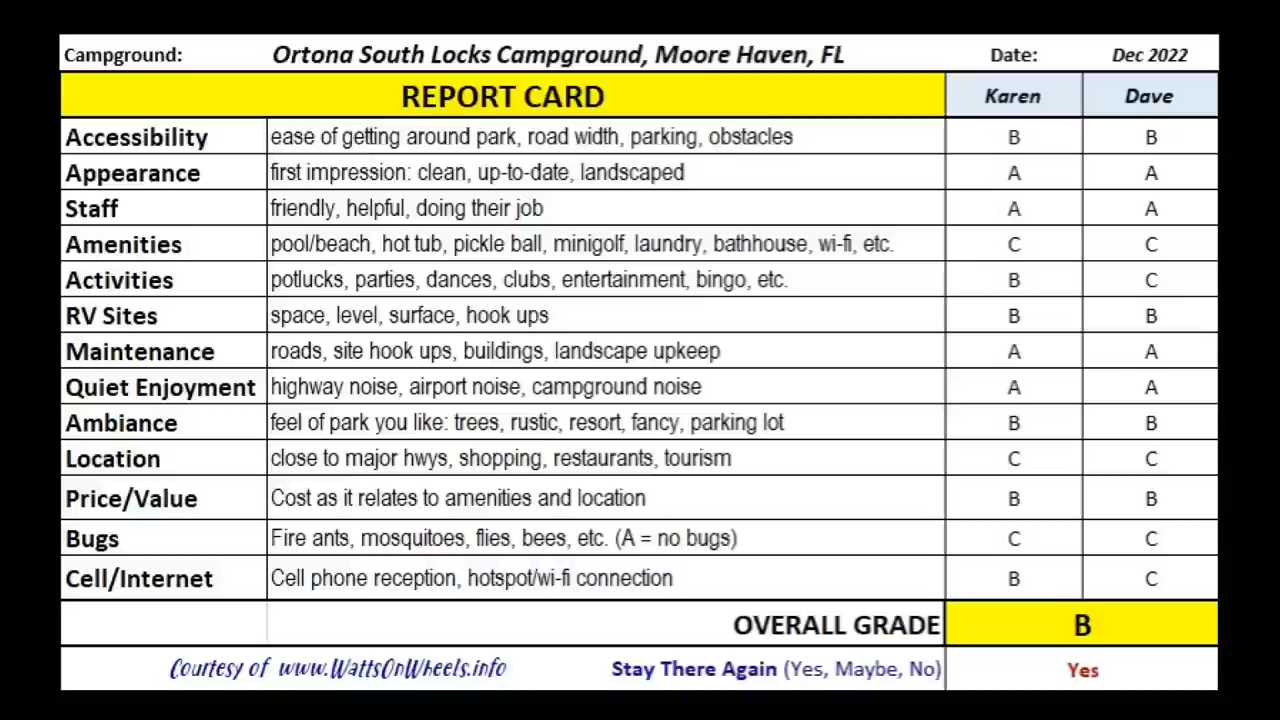 Campground: Ortona South Locks Campground, Moore Haven, FL Date: Dec 2022
REPORT CARD Karen Dave
Accessibility ease of getting around park, road width, parking, obstacles B B
Appearance first impression: clean, up-to-date, landscaped A A
Staff friendly, helpful, doing their job A A
Amenities pool/beach, hot tub, pickle ball, minigolf, laundry, bathhouse, wi-fi, etc. C C
Activities potlucks, parties, dances, clubs, entertainment, bingo, etc. B C
RV Sites space, level, surface, hook ups B B
Maintenance roads, site hook ups, buildings, landscape upkeep A A
Quiet Enjoyment highway noise, airport noise, campground noise A A
Ambiance feel of park you like: trees, rustic, resort, fancy, parking lot B B
Location close to major hwys, shopping, restaurants, tourism C C
Price/Value Cost as it relates to amenities and location B B
Bugs Fire ants, mosquitoes, flies, bees, etc. (A = no bugs) C C
Cell/Internet Cell phone reception, hotspot/wi-fi connection B C
OVERALL GRADE B
Courtesy of www.WattsOnWheels.info Stay There Again (Yes, Maybe, No) Yes